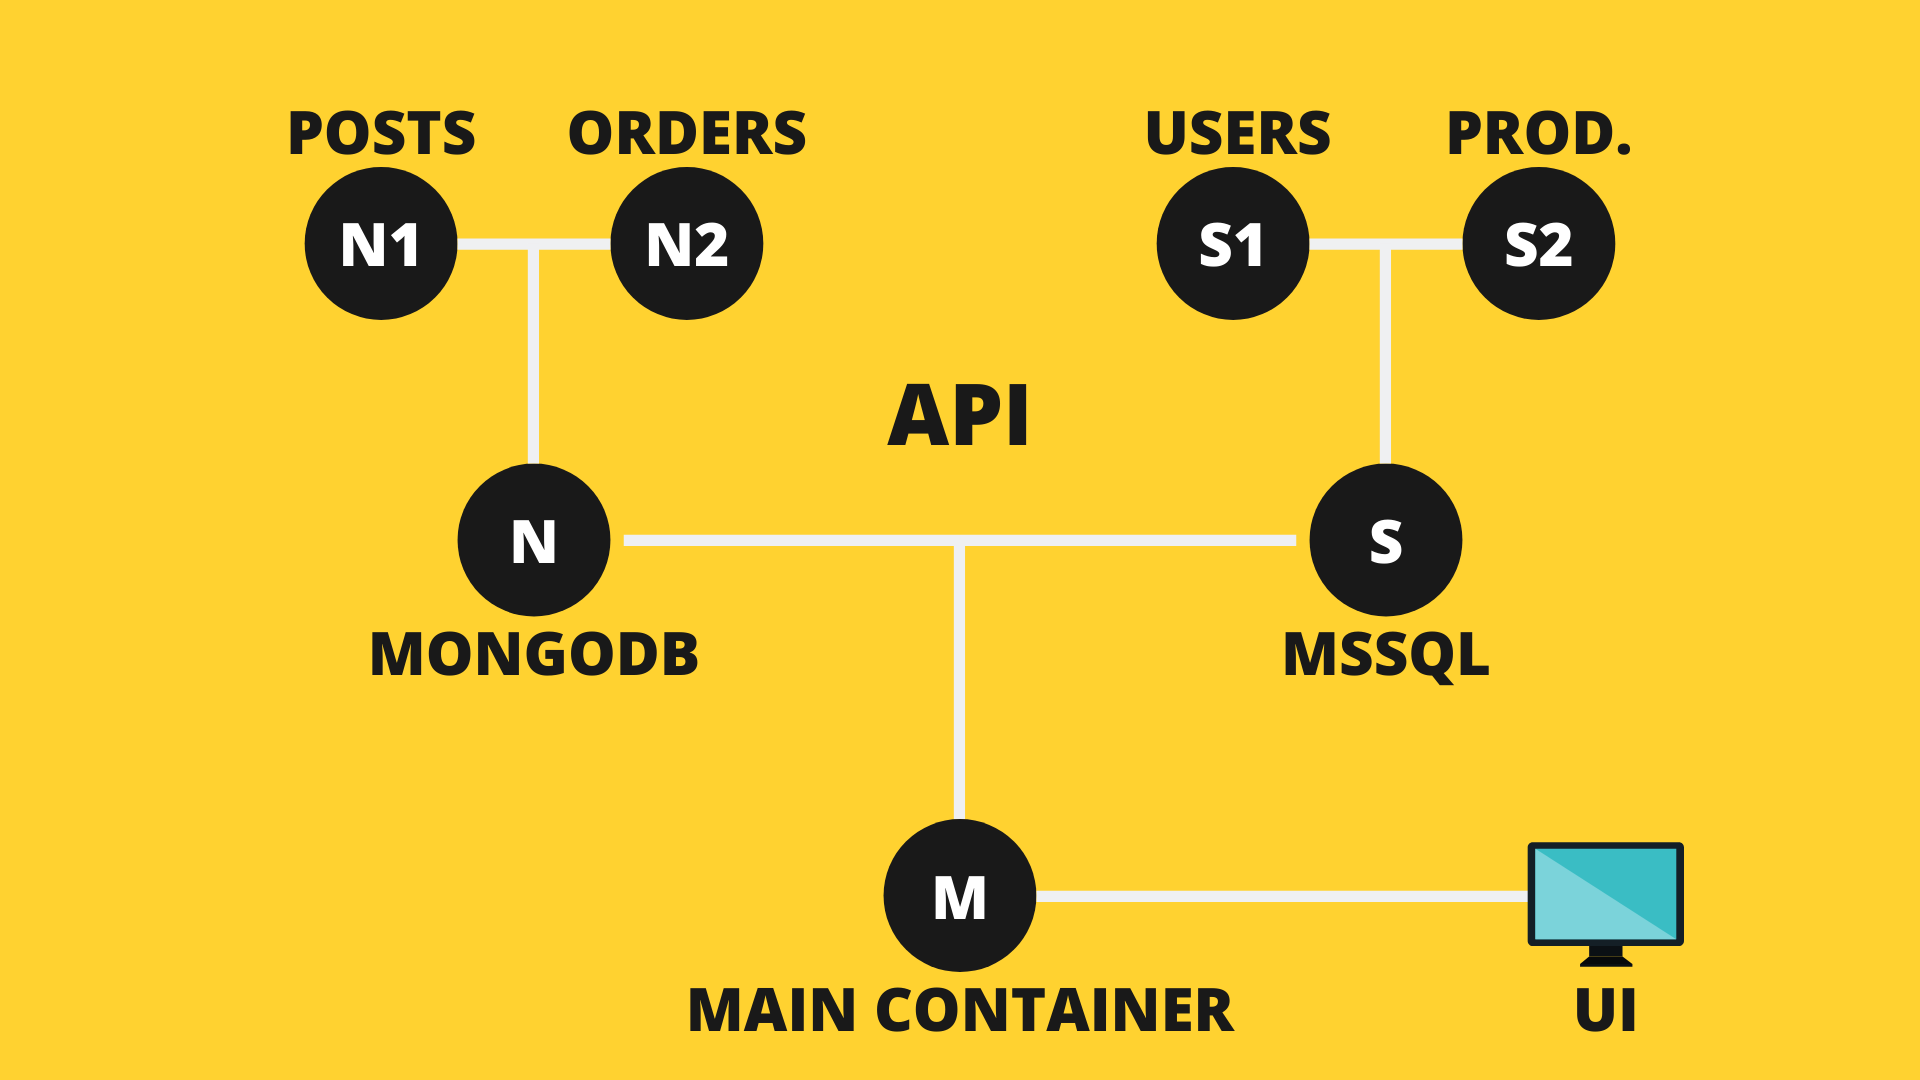 POSTS
ORDERS
USERS
PROD.
N1
N2
S1
S2
API
N
S
MONGODB
MSSQL
M
MAIN CONTAINER
UI